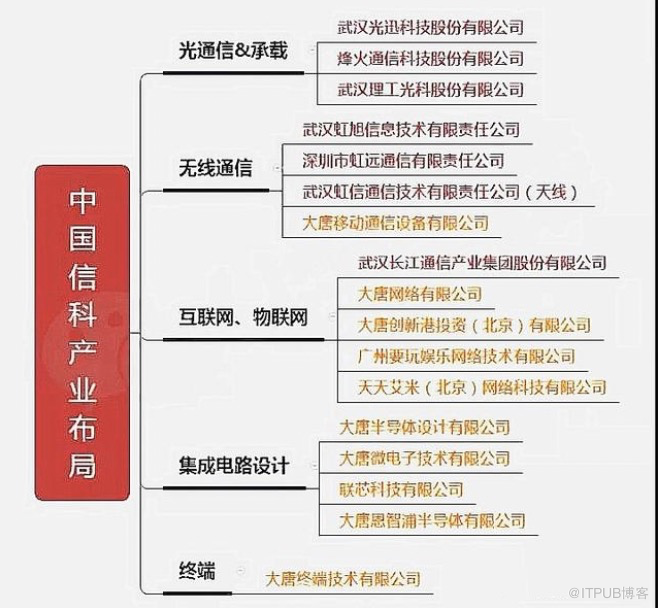 中国信科产业布局
光通信&承载
武汉光迅科技股份有限公司
烽火通信科技股份有限公司
武汉理工光科股份有限公司
无线通信
武汉虹旭信息技术有限责任公司
深圳市虹远通信有限责任公司
武汉虹信通信技术有限责任公司（天线）
大唐移动通信设备有限公司
互联网、物联网
武汉长江通信产业集团股份有限公司
大唐网络有限公司
大唐创新港投资（北京）有限公司
广州要玩娱乐网络技术有限公司
天天艾米（北京）网络科技有限公司
集成电路设计
大唐半导体设计有限公司
大唐微电子技术有限公司
联芯科技有限公司
大唐恩智浦半导体有限公司
终端
大唐终端技术有限公司
@ITPUB博客